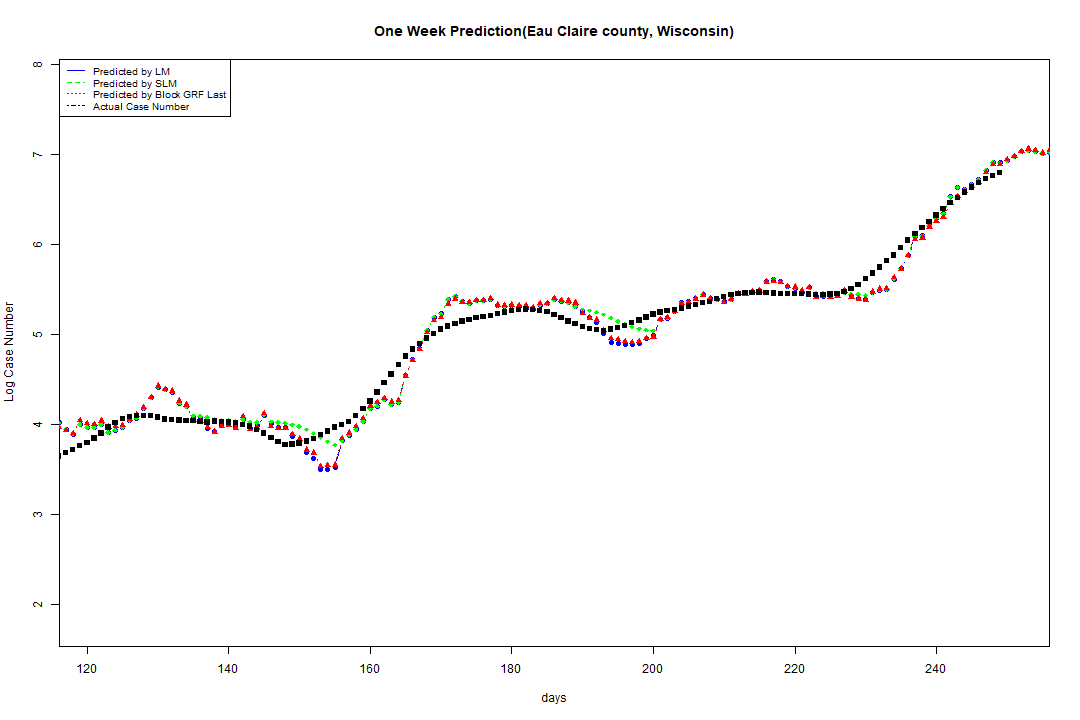 One Week Prediction(Eau Claire county, Wisconsin)
Predicted by LM
Predicted by SLM
Predicted by Block GRF Last
Actual Case Number
8
7
6
5
4
3
2
Log Case Number
120 140 160 180 200 220 240
days